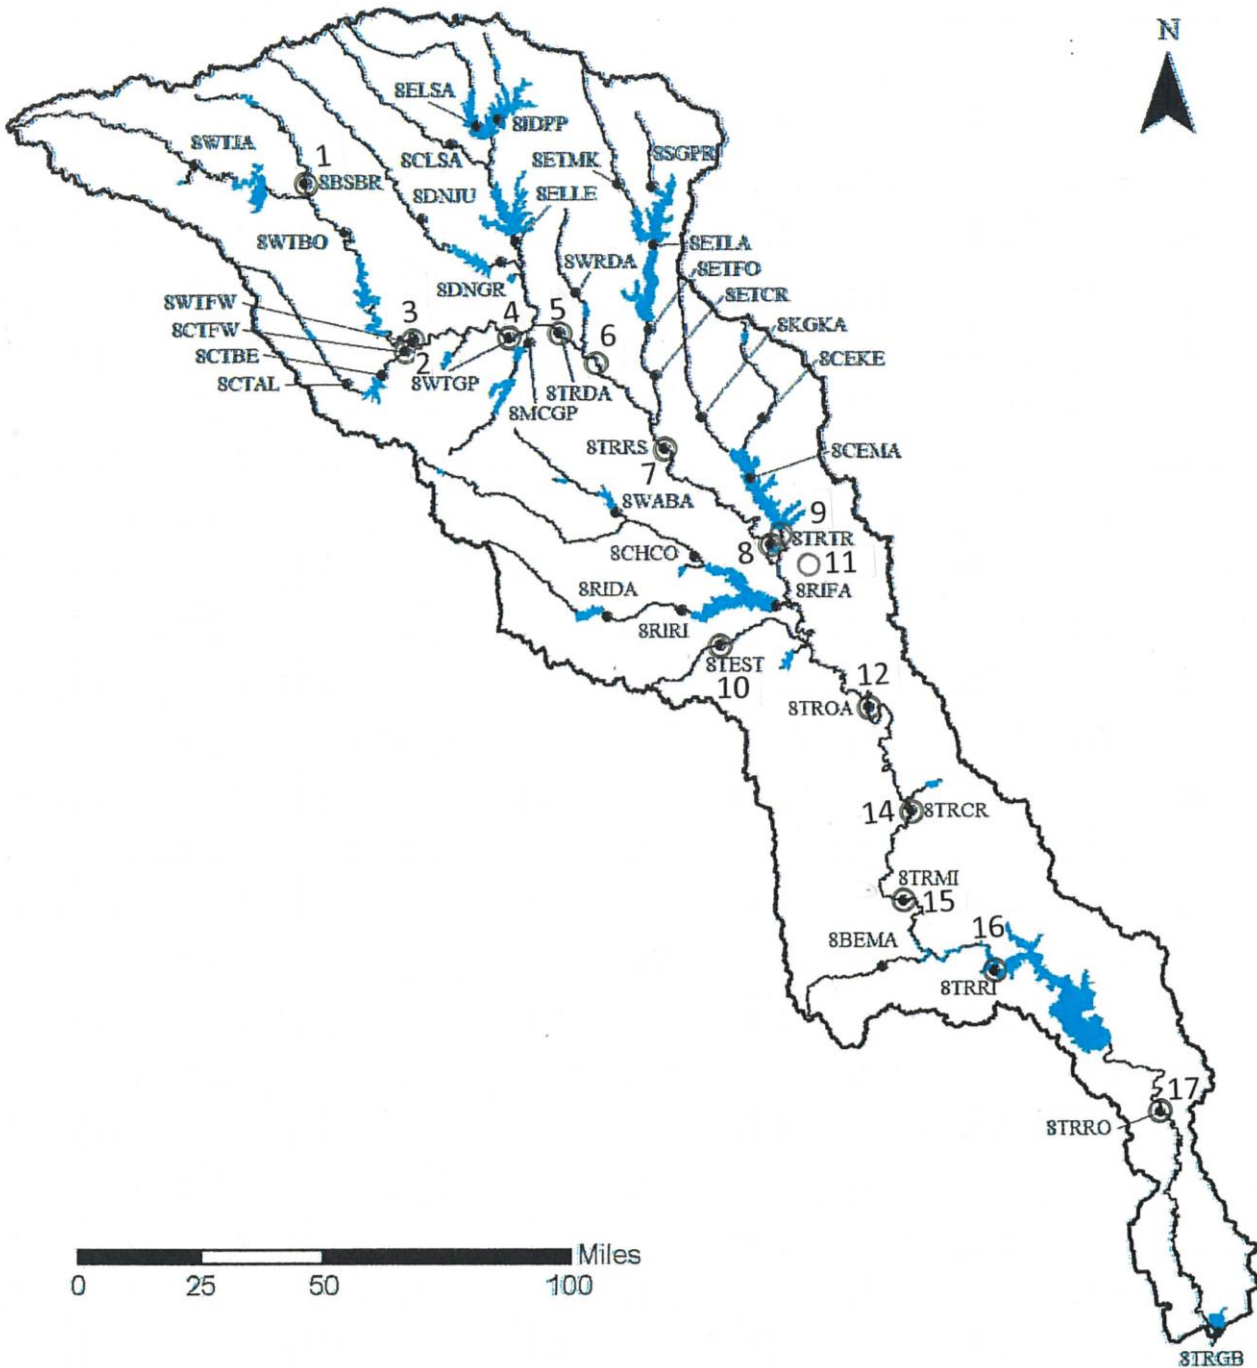 N
8ELSA
8IDPP
8WTJA
1
8BSBR
8CLSA
8ETMK
8SGPR
8DNJU
8ELLE
8WTBO
8ETLA
8WRDA
8ETFO
8DNGR
8ETCR
8WTFW
3
4
5
8KGKA
8CTFW
6
8CEKE
8CTBE
2
8WTGP
8TRDA
8CTAL
8MCGP
8TRRS
8CEMA
7
8WABA
9
8TRTR
8
8CHCO
11
8RIDA
8RIFA
8RIRI
8TEST
10
12
8TROA
14
8TRCR
8TRMI
15
16
8BEMA
8TRRI
17
8TRRO
Miles
0 25 50 100
8TRGB